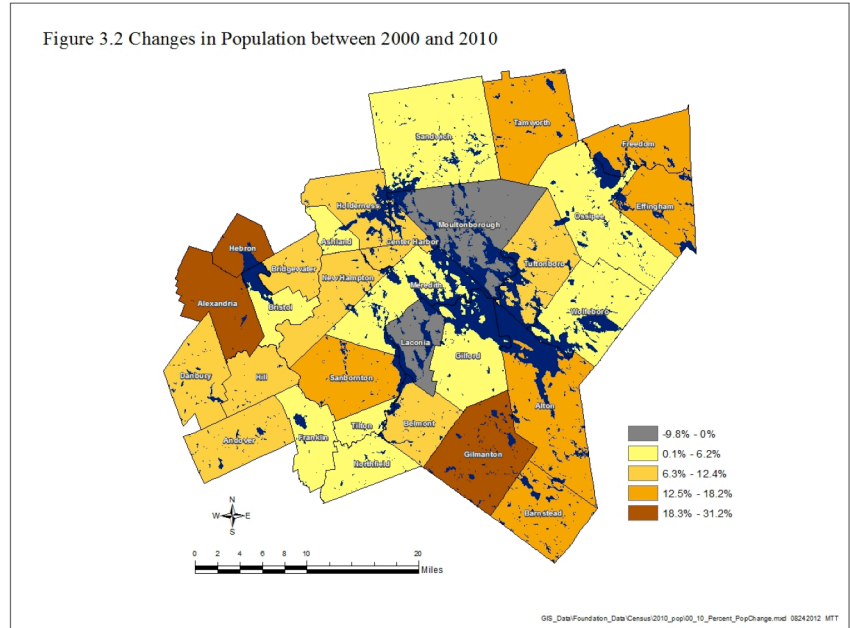 Figure 3.2 Changes in Population between 2000 and 2010
Sandwich
Tamworth
Freedom
Effingham
Ossipee
Holderness
Moultonborough
Ashland
Center Harbor
Hebron
Bridgewater
New Hampton
Tuftonboro
Meredith
Alexandria
Bristol
Wolfeboro
Laconia
Gilford
Danbury
Hill
Sanbornton
Alton
Tilton
Belmont
Andover
Franklin
Northfield
Gilmanton
Barnstead
-9.8% - 0%
0.1% - 6.2%
6.3% - 12.4%
12.5% - 18.2%
18.3% - 31.2%
N
W E
S
0 2 4 6 8 10 20
Miles
GIS_Data\Foundation_Data\Census\2010_pop\00_10_Percent_PopChange.mxd 08242012 MTT